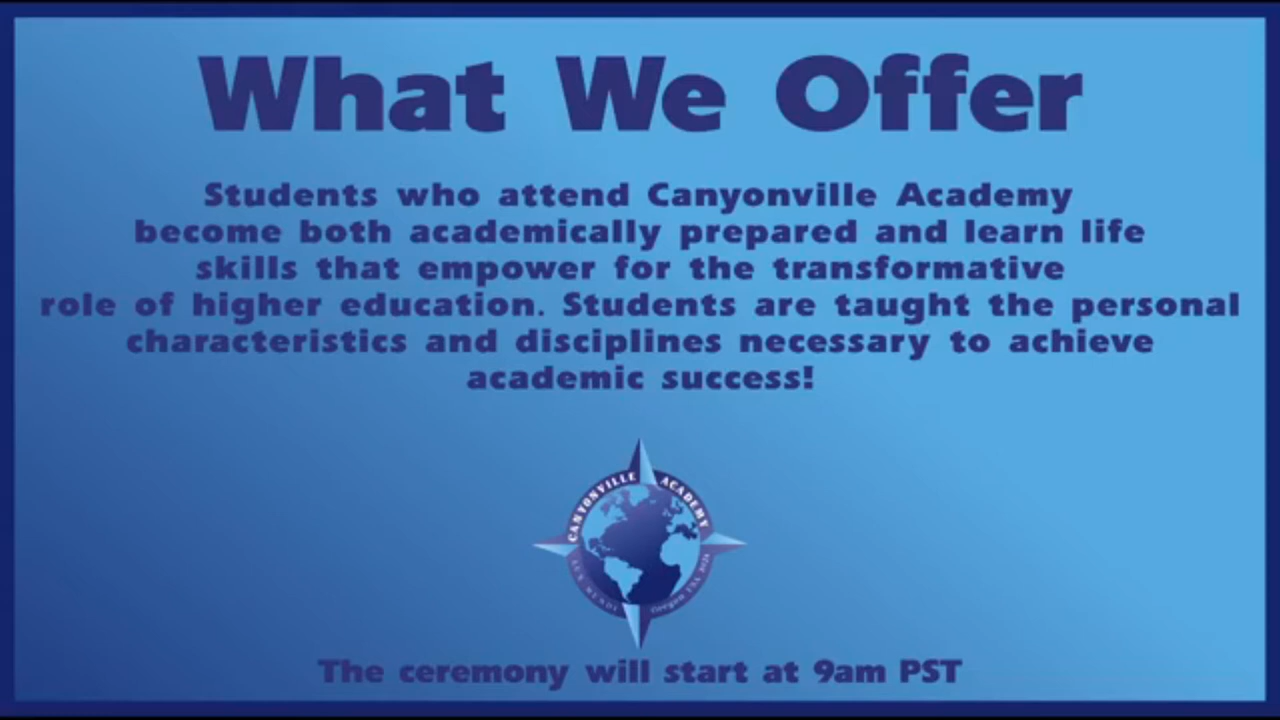 What We Offer
Students who attend Canyonville Academy
become both academically prepared and learn life
skills that empower for the transformative
role of higher education. Students are taught the personal
characteristics and disciplines necessary to achieve
academic success!
CANYONVILLE ACADEMY
The ceremony will start at 9am PST